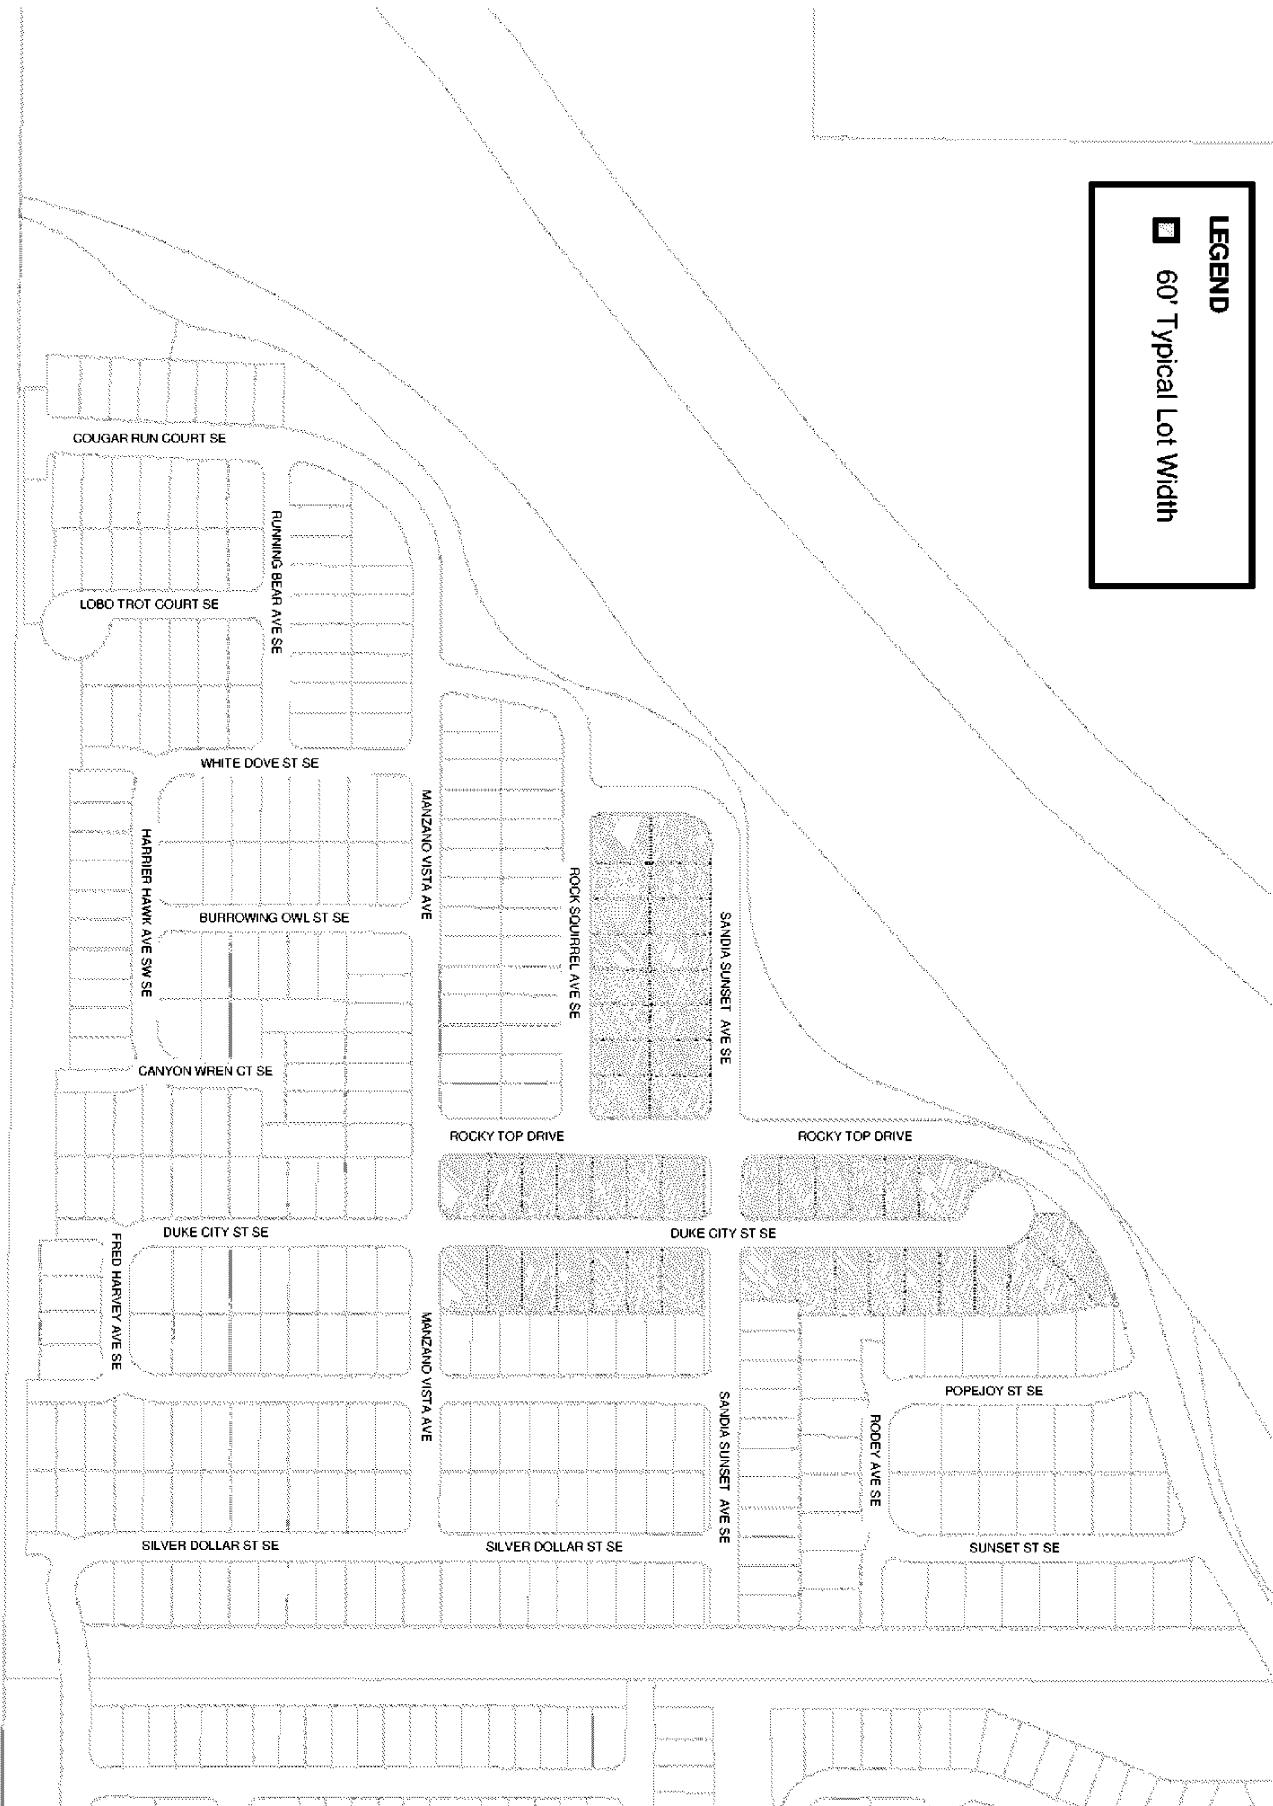 LEGEND
60' Typical Lot Width
COUGAR RUN COURT SE
RUNNING BEAR AVE SE
LOBO TROT COURT SE
WHITE DOVE ST SE
MANZANO VISTA AVE
HARRIER HAWK AVE SW SE
ROCK SQUIRREL AVE SE
BURROWING OWL ST SE
SANDIA SUNSET AVE SE
CANYON WREN CT SE
ROCKY TOP DRIVE
ROCKY TOP DRIVE
DUKE CITY ST SE
DUKE CITY ST SE
FRED HARVEY AVE SE
MANZANO VISTA AVE
POPEJOY ST SE
SANDIA SUNSET AVE SE
RODEY AVE SE
SILVER DOLLAR ST SE
SILVER DOLLAR ST SE
SUNSET ST SE